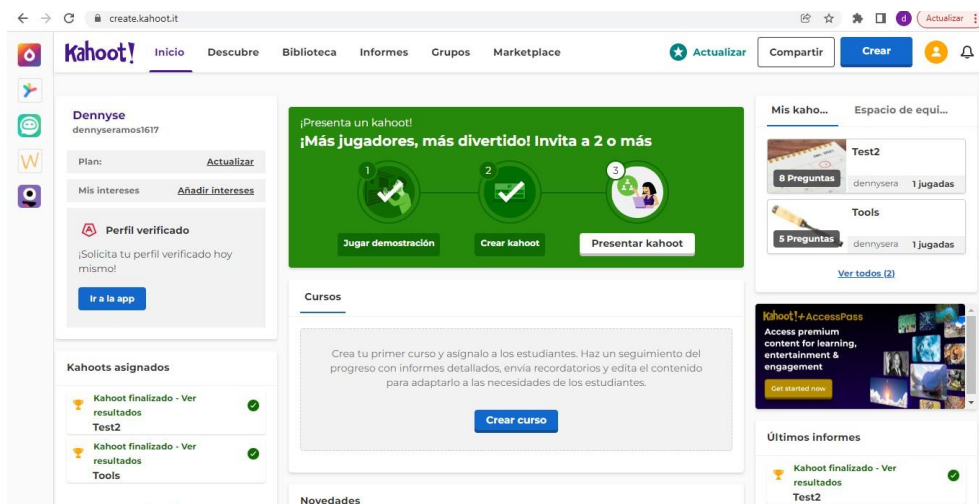 create.kahoot.it
d
Actualizar
Kahoot!
Inicio
Descubre
Biblioteca
Informes
Grupos
Marketplace
Actualizar
Compartir
Crear
Dennyse
dennyseramos1617
Plan:
Actualizar
Mis intereses
Añadir intereses
Perfil verificado
¡Solicita tu perfil verificado hoy
mismo!
Ir a la app
Kahoots asignados
Kahoot finalizado - Ver
resultados
Test2
Kahoot finalizado - Ver
resultados
Tools
¡Presenta un kahoot!
¡Más jugadores, más divertido! Invita a 2 o más
1
2
3
Jugar demostración
Crear kahoot
Presentar kahoot
Cursos
Crea tu primer curso y asígnalo a los estudiantes. Haz un seguimiento del
progreso con informes detallados, envía recordatorios y edita el contenido
para adaptarlo a las necesidades de los estudiantes.
Crear curso
Novedades
Mis kaho...
Espacio de equi...
Test2
8 Preguntas
dennysera
1 jugadas
Tools
5 Preguntas
dennysera
1 jugadas
Ver todos (2)
Kahoot!+AccessPass
Access premium
content for learning,
entertainment &
engagement
Get started now
Últimos informes
Kahoot finalizado - Ver
resultados
Test2